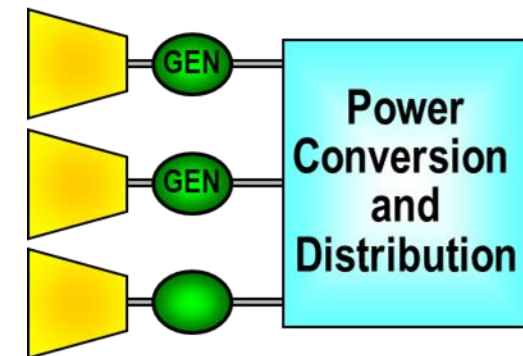 GEN
GEN
Power
Conversion
and
Distribution